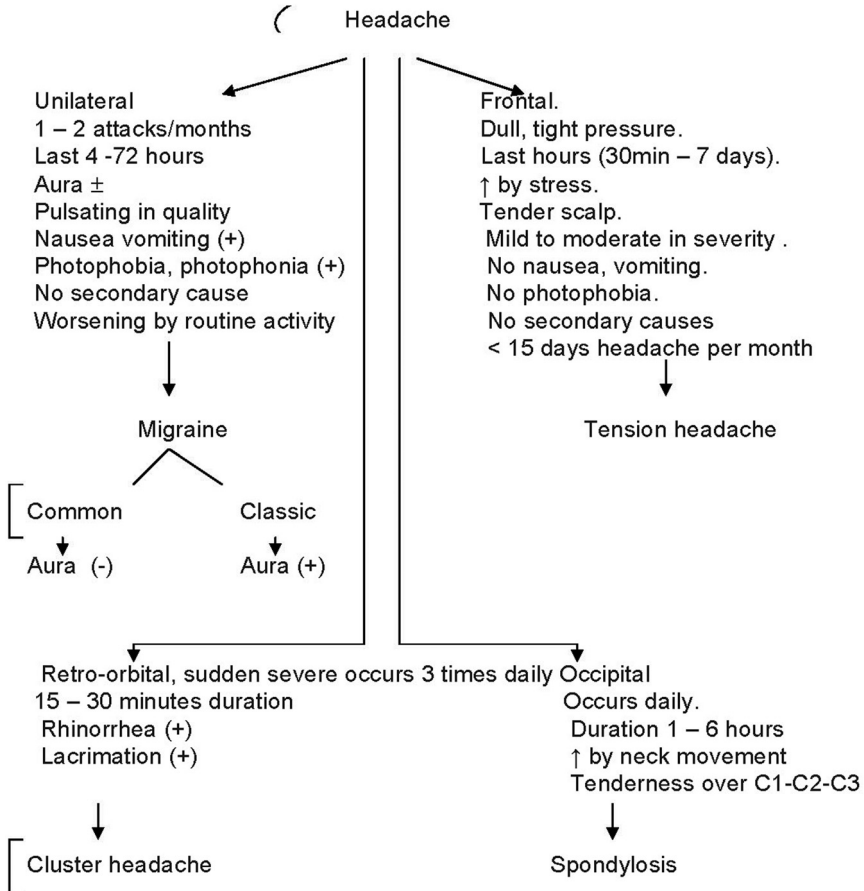 Headache
Unilateral
1 – 2 attacks/months
Last 4 -72 hours
Aura ±
Pulsating in quality
Nausea vomiting (+)
Photophobia, photophonia (+)
No secondary cause
Worsening by routine activity
Migraine
Common Classic
Aura (-) Aura (+)
Frontal.
Dull, tight pressure.
Last hours (30min – 7 days).
↑ by stress.
Tender scalp.
Mild to moderate in severity .
No nausea, vomiting.
No photophobia.
No secondary causes
< 15 days headache per month
Tension headache
Retro-orbital, sudden severe occurs 3 times daily
15 – 30 minutes duration
Rhinorrhea (+)
Lacrimation (+)
Cluster headache
Occipital
Occurs daily.
Duration 1 – 6 hours
↑ by neck movement
Tenderness over C1-C2-C3
Spondylosis